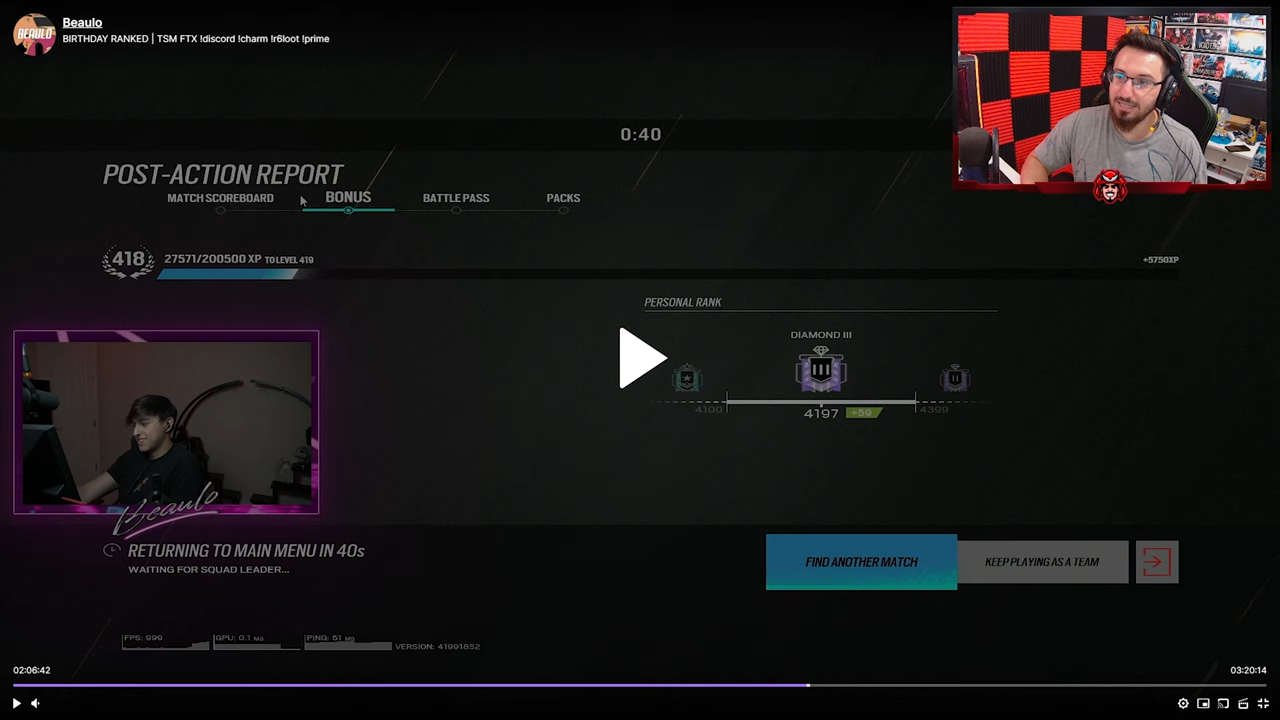 Beaulo
BIRTHDAY RANKED | TSM FTX !discord !charm !r6loot !prime
BEAULO
0:40
POST-ACTION REPORT
MATCH SCOREBOARD
BONUS
BATTLE PASS
PACKS
418
27571/200500 XP TO LEVEL 419
+5750XP
PERSONAL RANK
DIAMOND III
4100
4197 +59
4399
Beaulo
RETURNING TO MAIN MENU IN 40s
WAITING FOR SQUAD LEADER...
FIND ANOTHER MATCH
KEEP PLAYING AS A TEAM
FPS: 999
GPU: 0.1 MS
PING: 51 MS
VERSION: 41991852
02:06:42
03:20:14